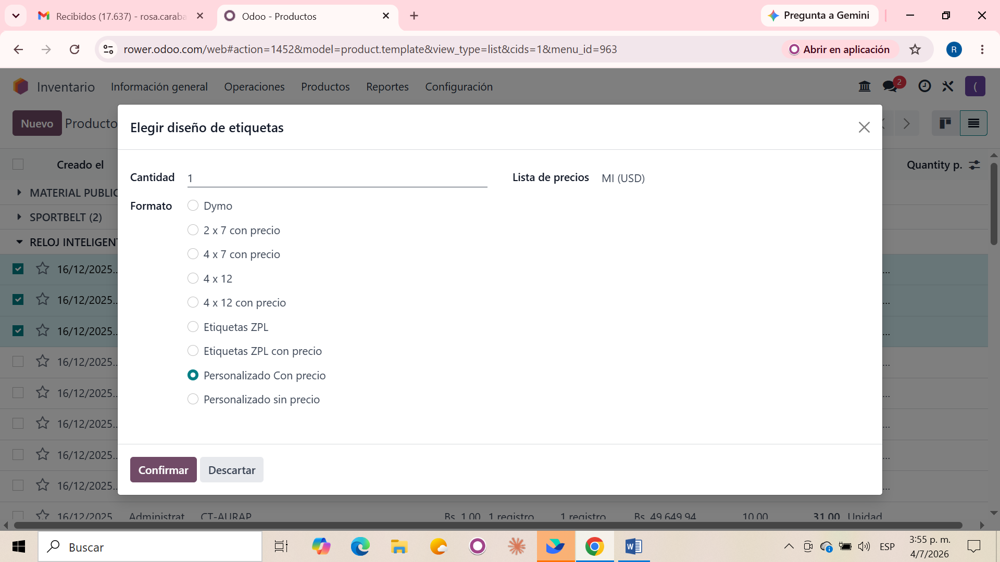 Recibidos (17.637) - rosa.caraba
Odoo - Productos
Pregunta a Gemini
rower.odoo.com/web#action=1452&model=product.template&view_type=list&cids=1&menu_id=963
Abrir en aplicación
R
Inventario
Información general
Operaciones
Productos
Reportes
Configuración
2
(
Nuevo
Producto
Elegir diseño de etiquetas
Creado el
Quantity p.
Cantidad
1
Lista de precios
MI (USD)
MATERIAL PUBLIC
Formato
Dymo
SPORTBELT (2)
2 x 7 con precio
RELOJ INTELIGENT
4 x 7 con precio
16/12/2025...
...
4 x 12
16/12/2025...
...
4 x 12 con precio
16/12/2025...
...
Etiquetas ZPL
Etiquetas ZPL con precio
16/12/2025...
...
Personalizado Con precio
16/12/2025...
...
Personalizado sin precio
16/12/2025...
...
16/12/2025...
...
Confirmar
Descartar
16/12/2025...
...
16/12/2025
Administrat
CT-AURAP
Bs. 1,00
1 registro
1 registro
Bs. 49.649,94
10,00
31,00
Unidad
Buscar
ESP
3:55 p. m.
4/7/2026